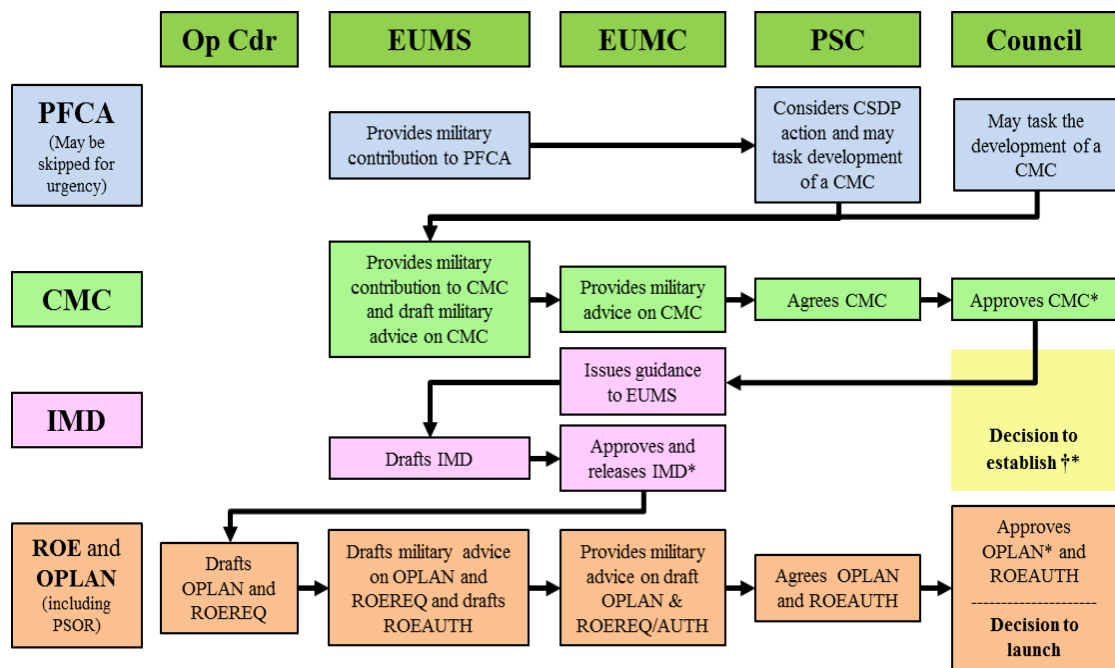 Op Cdr
EUMS
EUMC
PSC
Council
PFCA
(May be
skipped for
urgency)
Provides military
contribution to PFCA
Considers CSDP
action and may
task development
of a CMC
May task the
development of a
CMC
CMC
Provides military
contribution to CMC
and draft military
advice on CMC
Provides military
advice on CMC
Agrees CMC
Approves CMC*
IMD
Issues guidance
to EUMS
Drafts IMD
Approves and
releases IMD*
Decision to
establish †*
ROE and
OPLAN
(including
PSOR)
Drafts
OPLAN and
ROEREQ
Drafts military advice
on OPLAN and
ROEREQ and drafts
ROEAUTH
Provides military
advice on draft
OPLAN &
ROEREQ/AUTH
Agrees OPLAN
and ROEAUTH
Approves
OPLAN* and
ROEAUTH
---------------------
Decision to
launch